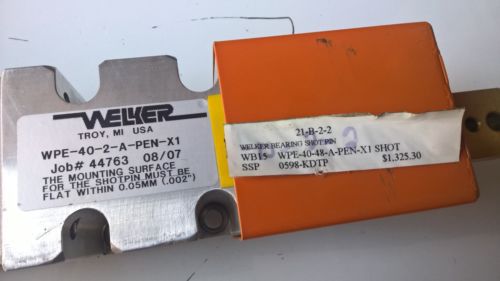 WELKER
TROY, MI USA
WPE-40-2-A-PEN-X1
Job# 44763 08/07
THE MOUNTING SURFACE
FOR THE SHOTPIN MUST BE
FLAT WITHIN 0.05MM (.002")
21-B-2-2
2
WELKER BEARING SHOT PIN
WB15 WPE-40-48-A-PEN-X1 SHOT
SSP 0598-KDTP $1,325.30